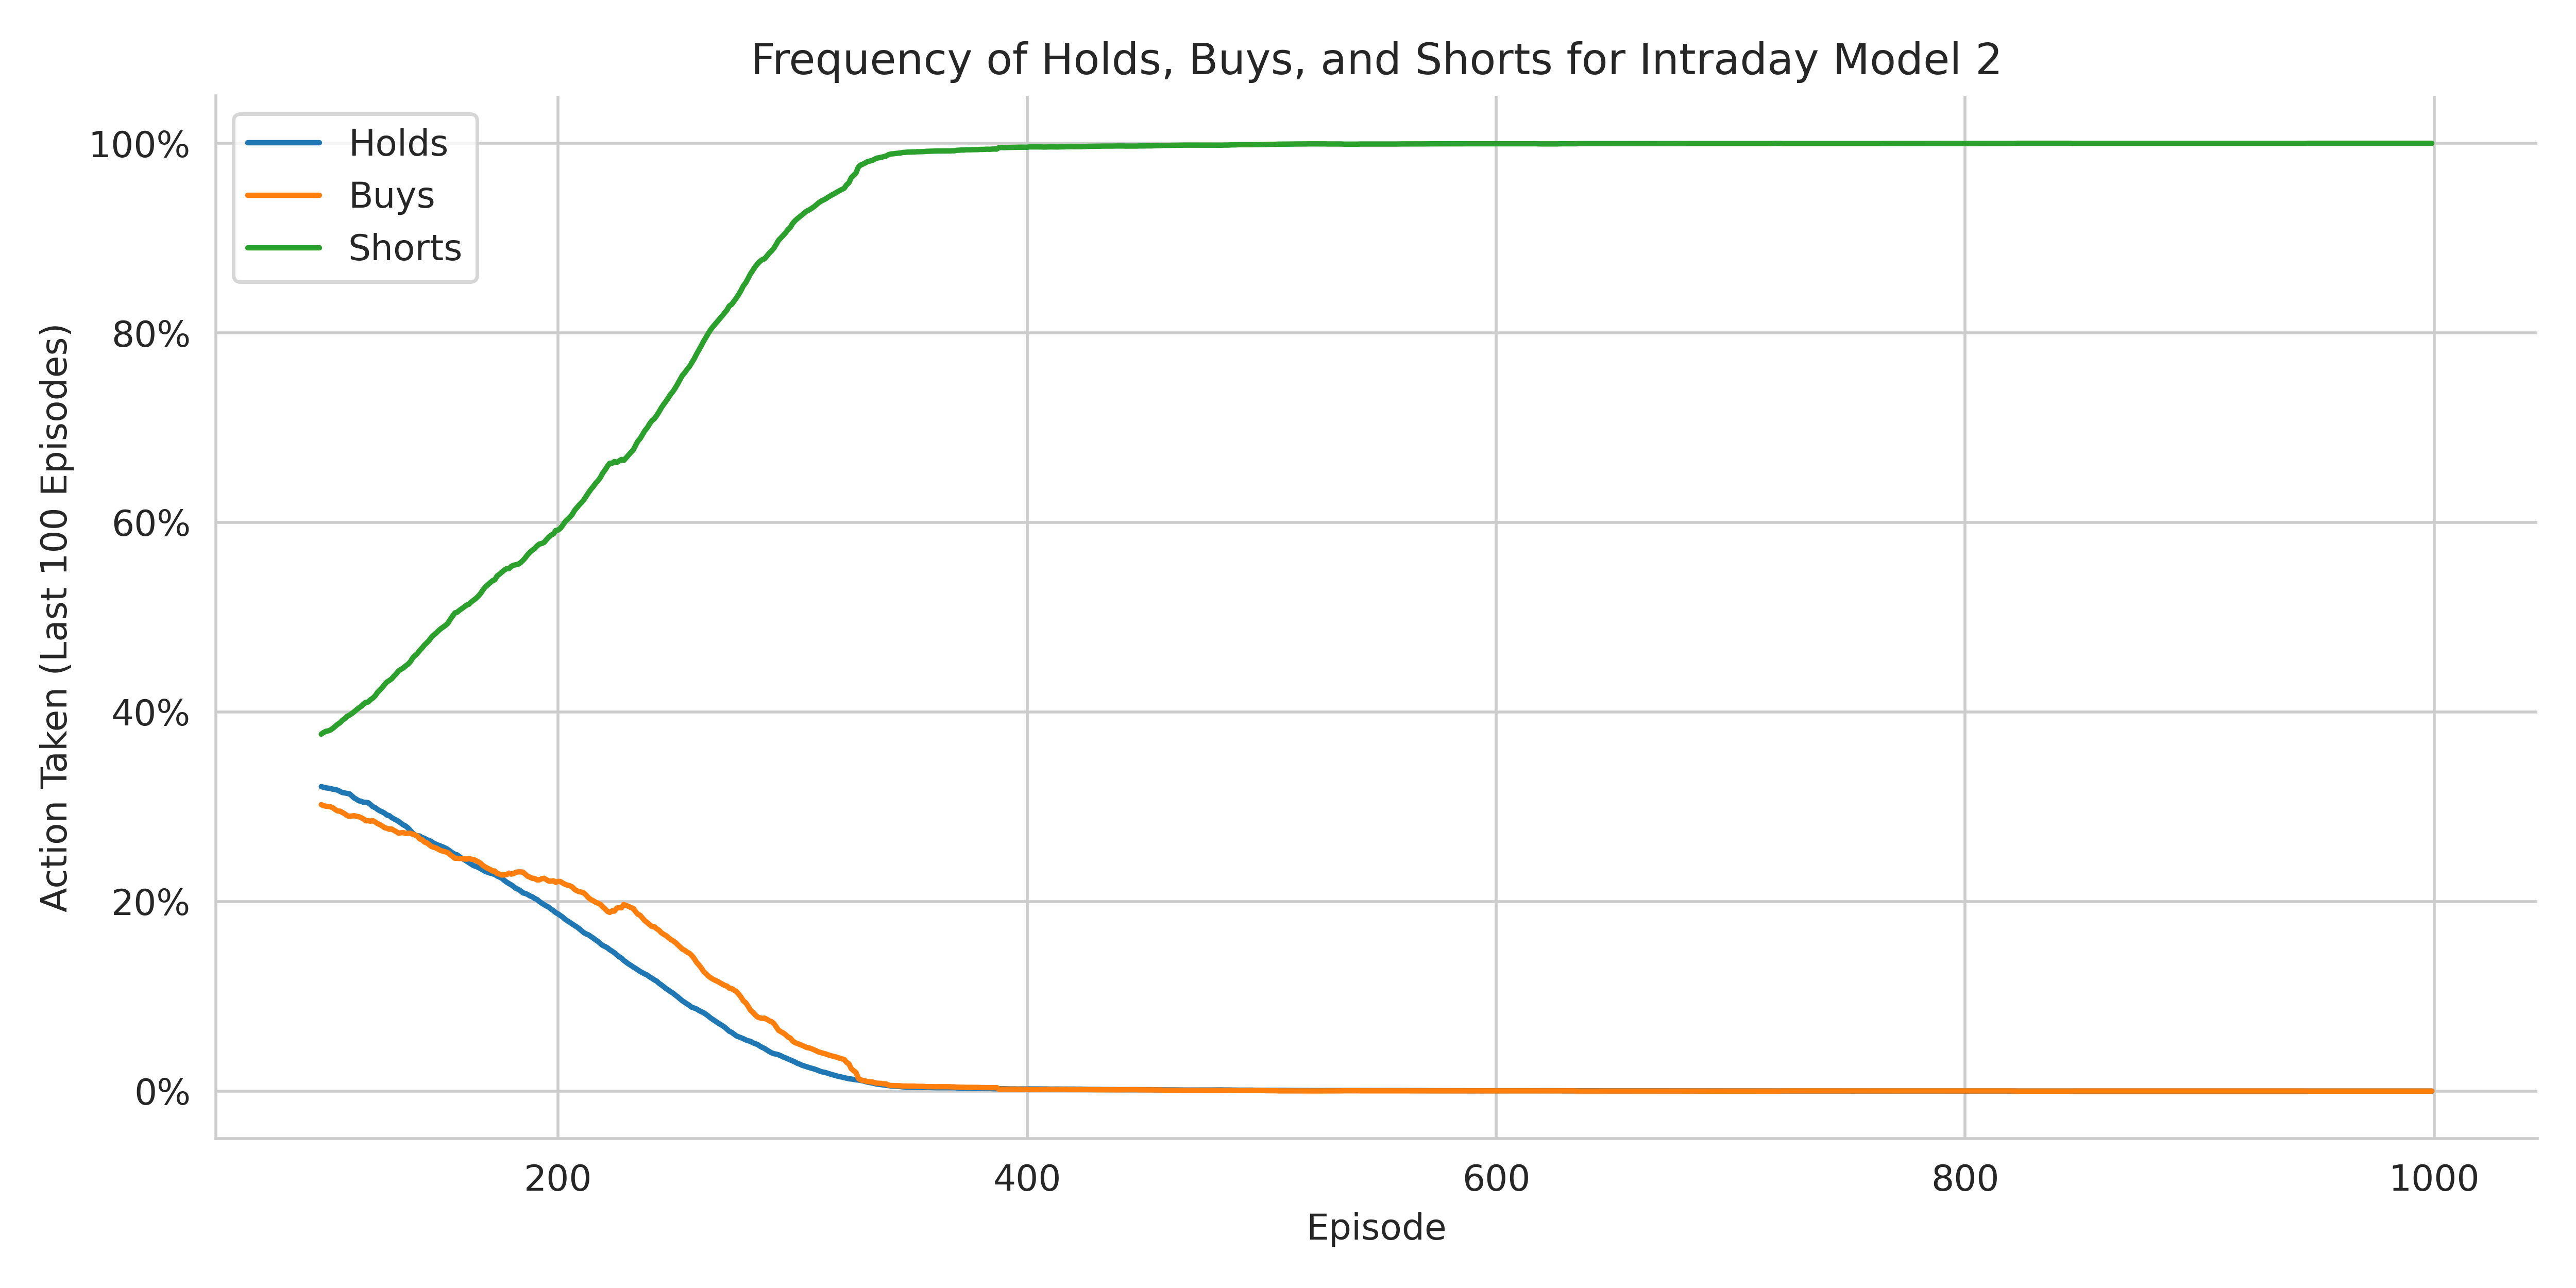 Frequency of Holds, Buys, and Shorts for Intraday Model 2
Holds
Buys
Shorts
Action Taken (Last 100 Episodes)
100%
80%
60%
40%
20%
0%
200 400 600 800 1000
Episode